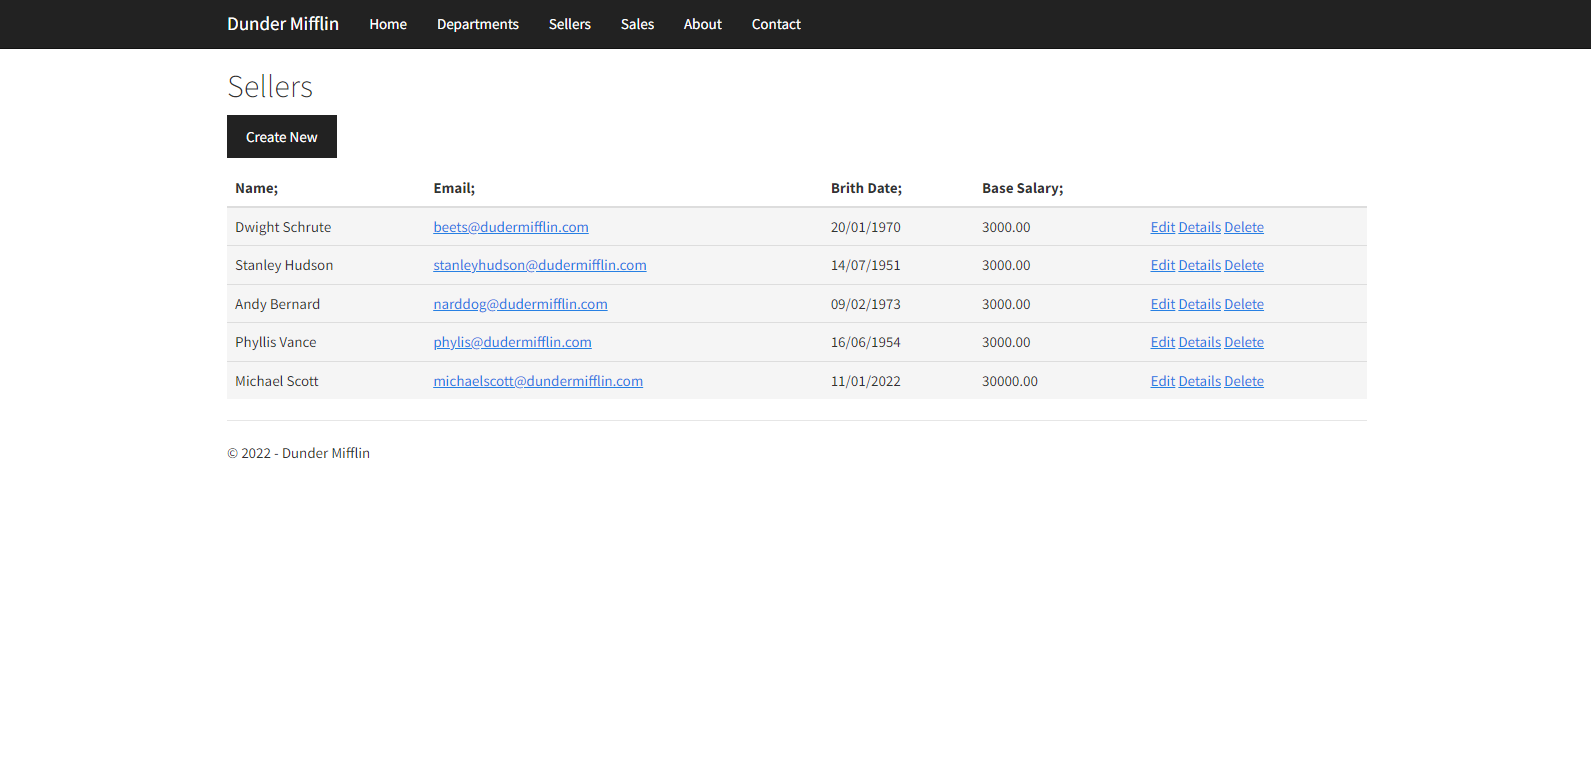 Dunder Mifflin Home Departments Sellers Sales About Contact
Sellers
Create New
Name; Email; Brith Date; Base Salary;
Dwight Schrute beets@dudermifflin.com 20/01/1970 3000.00 Edit Details Delete
Stanley Hudson stanleyhudson@dudermifflin.com 14/07/1951 3000.00 Edit Details Delete
Andy Bernard narddog@dudermifflin.com 09/02/1973 3000.00 Edit Details Delete
Phyllis Vance phylis@dudermifflin.com 16/06/1954 3000.00 Edit Details Delete
Michael Scott michaelscott@dundermifflin.com 11/01/2022 30000.00 Edit Details Delete
© 2022 - Dunder Mifflin